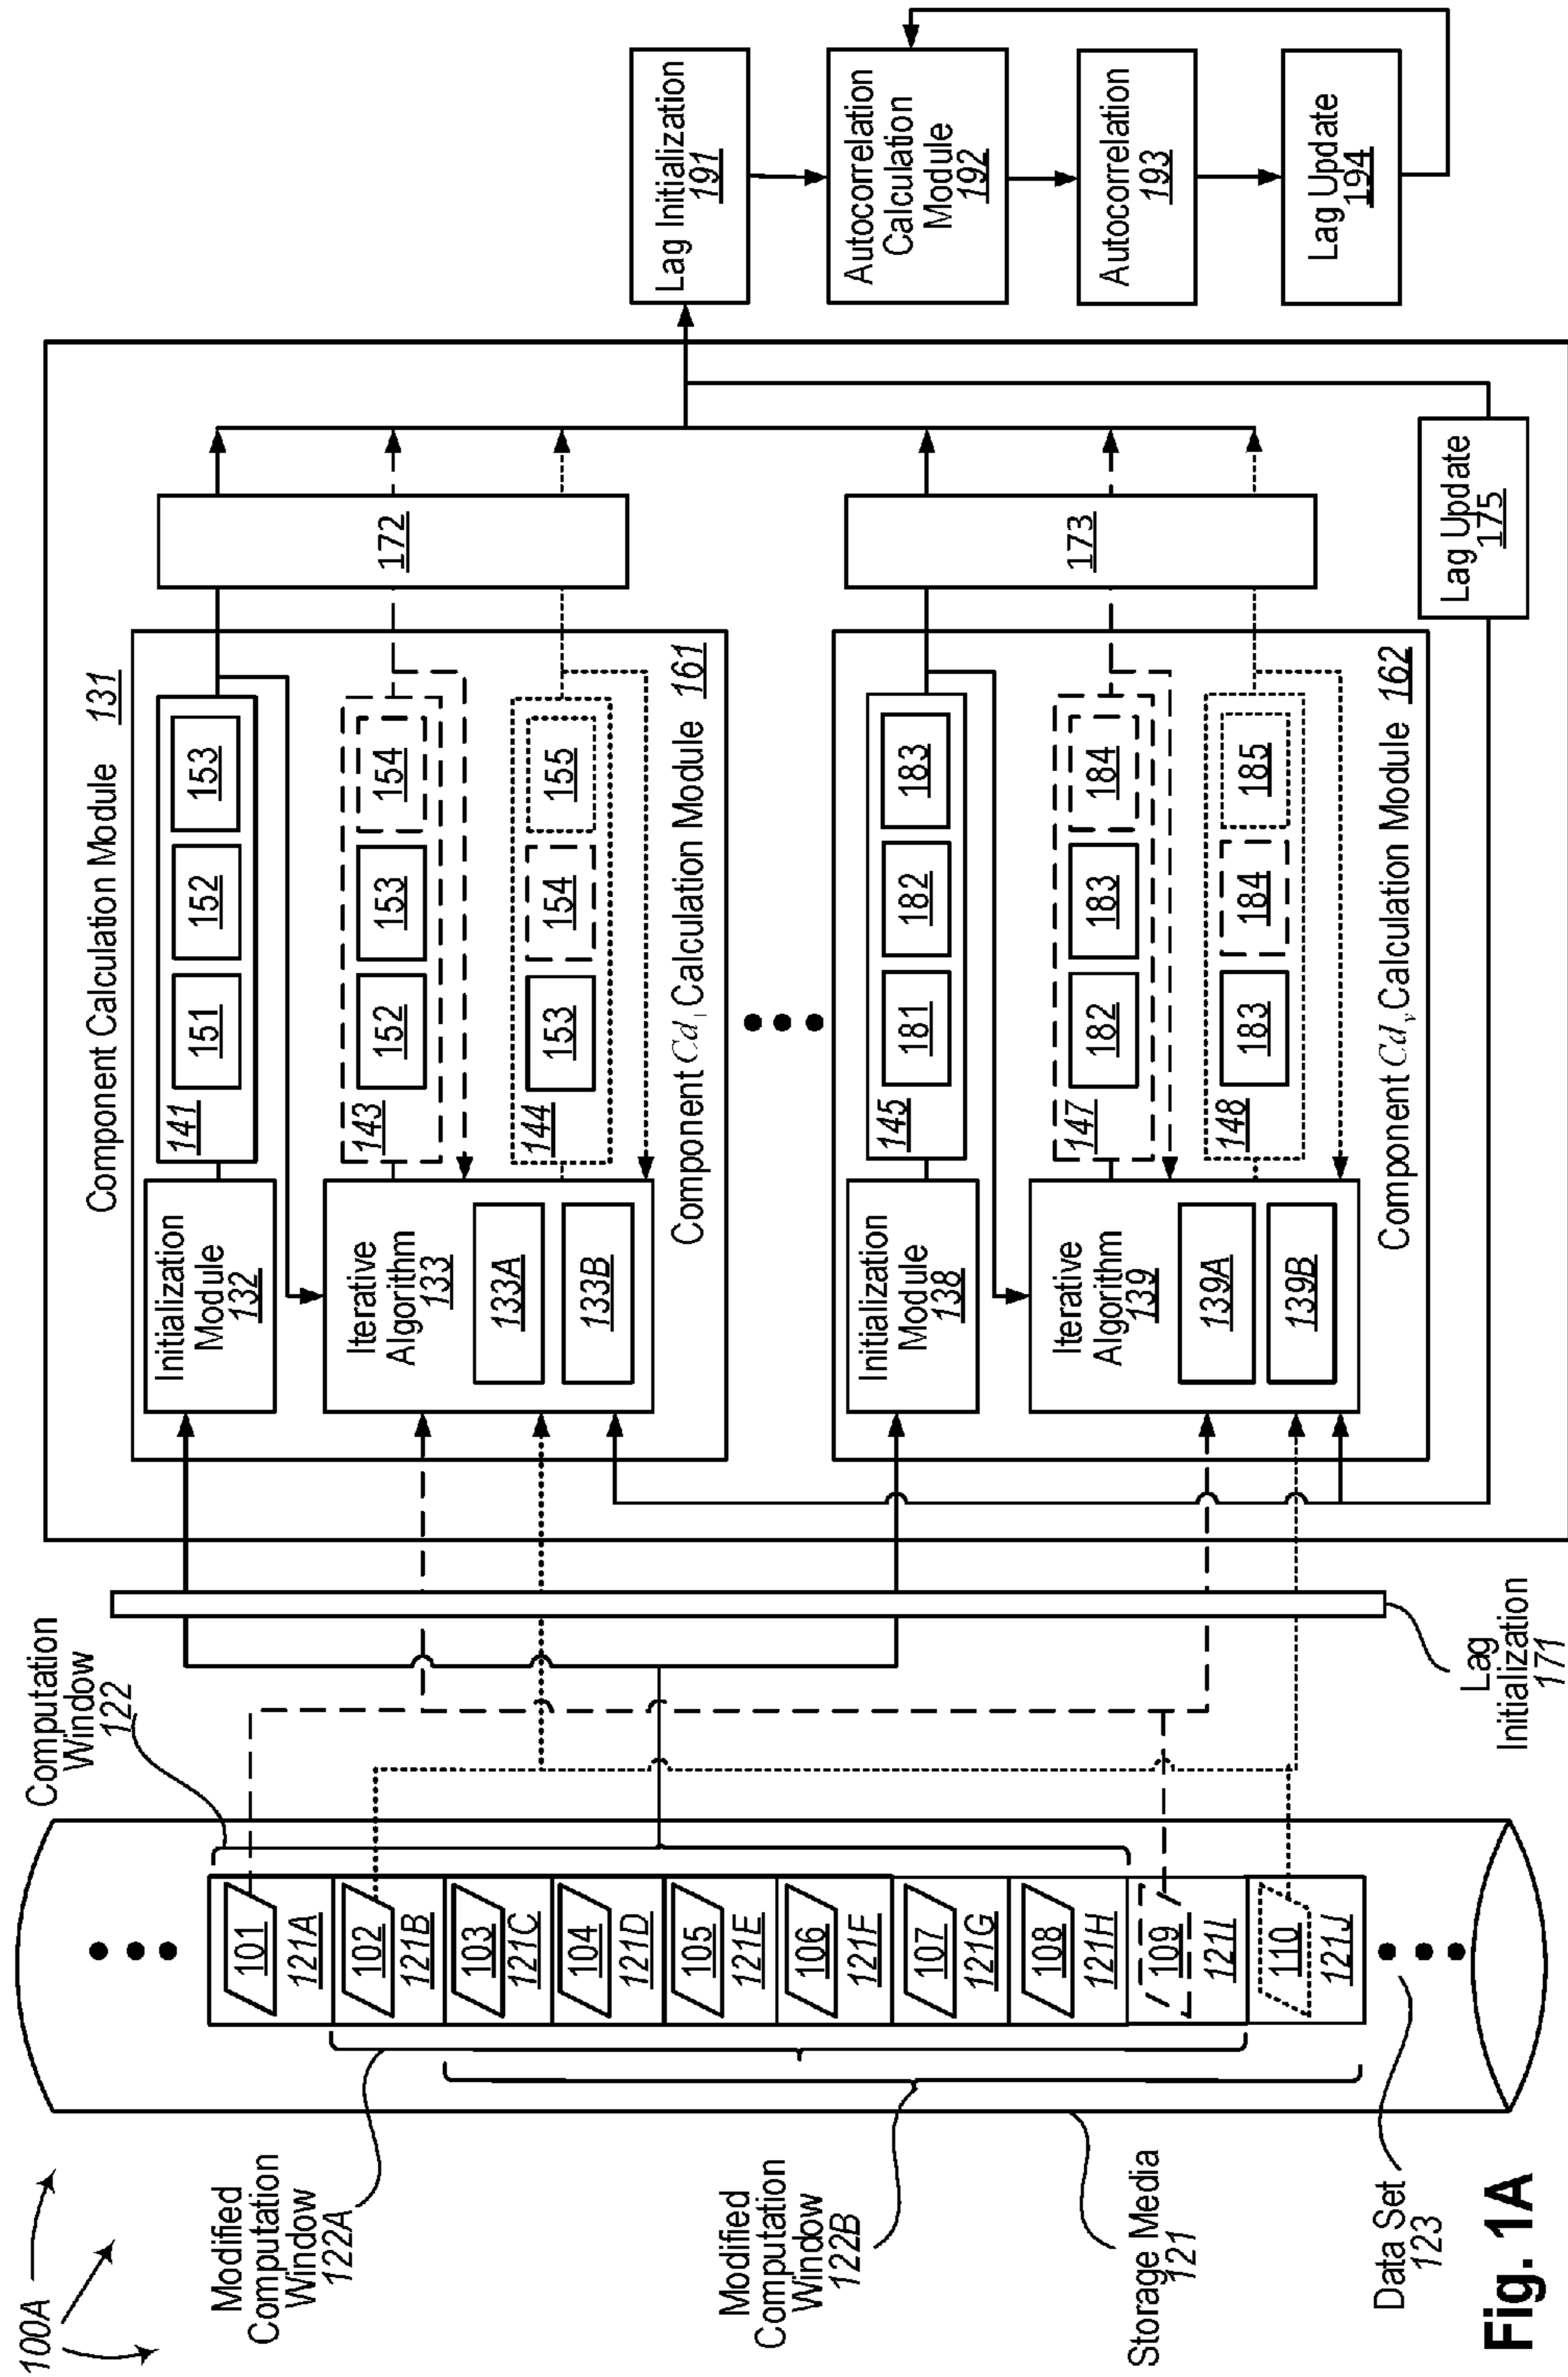 100A
Modified
Computation
Window
122A
Modified
Computation
Window
122B
Storage Media
121
Data Set
123
Fig. 1A
101
121A
102
121B
103
121C
104
121D
105
121E
106
121F
107
121G
108
121H
109
121I
110
121J
Computation
Window
122
Lag
Initialization
171
Component Calculation Module 131
Initialization
Module
132
141
151
152
153
Iterative
Algorithm
133
133A
133B
143
152
153
154
144
153
154
155
Component Cd₁ Calculation Module 161
172
Initialization
Module
138
145
181
182
183
Iterative
Algorithm
139
139A
139B
147
182
183
184
148
183
184
185
Component Cdᵥ Calculation Module 162
173
Lag Update
175
Lag Initialization
191
Autocorrelation
Calculation
Module
192
Autocorrelation
193
Lag Update
194